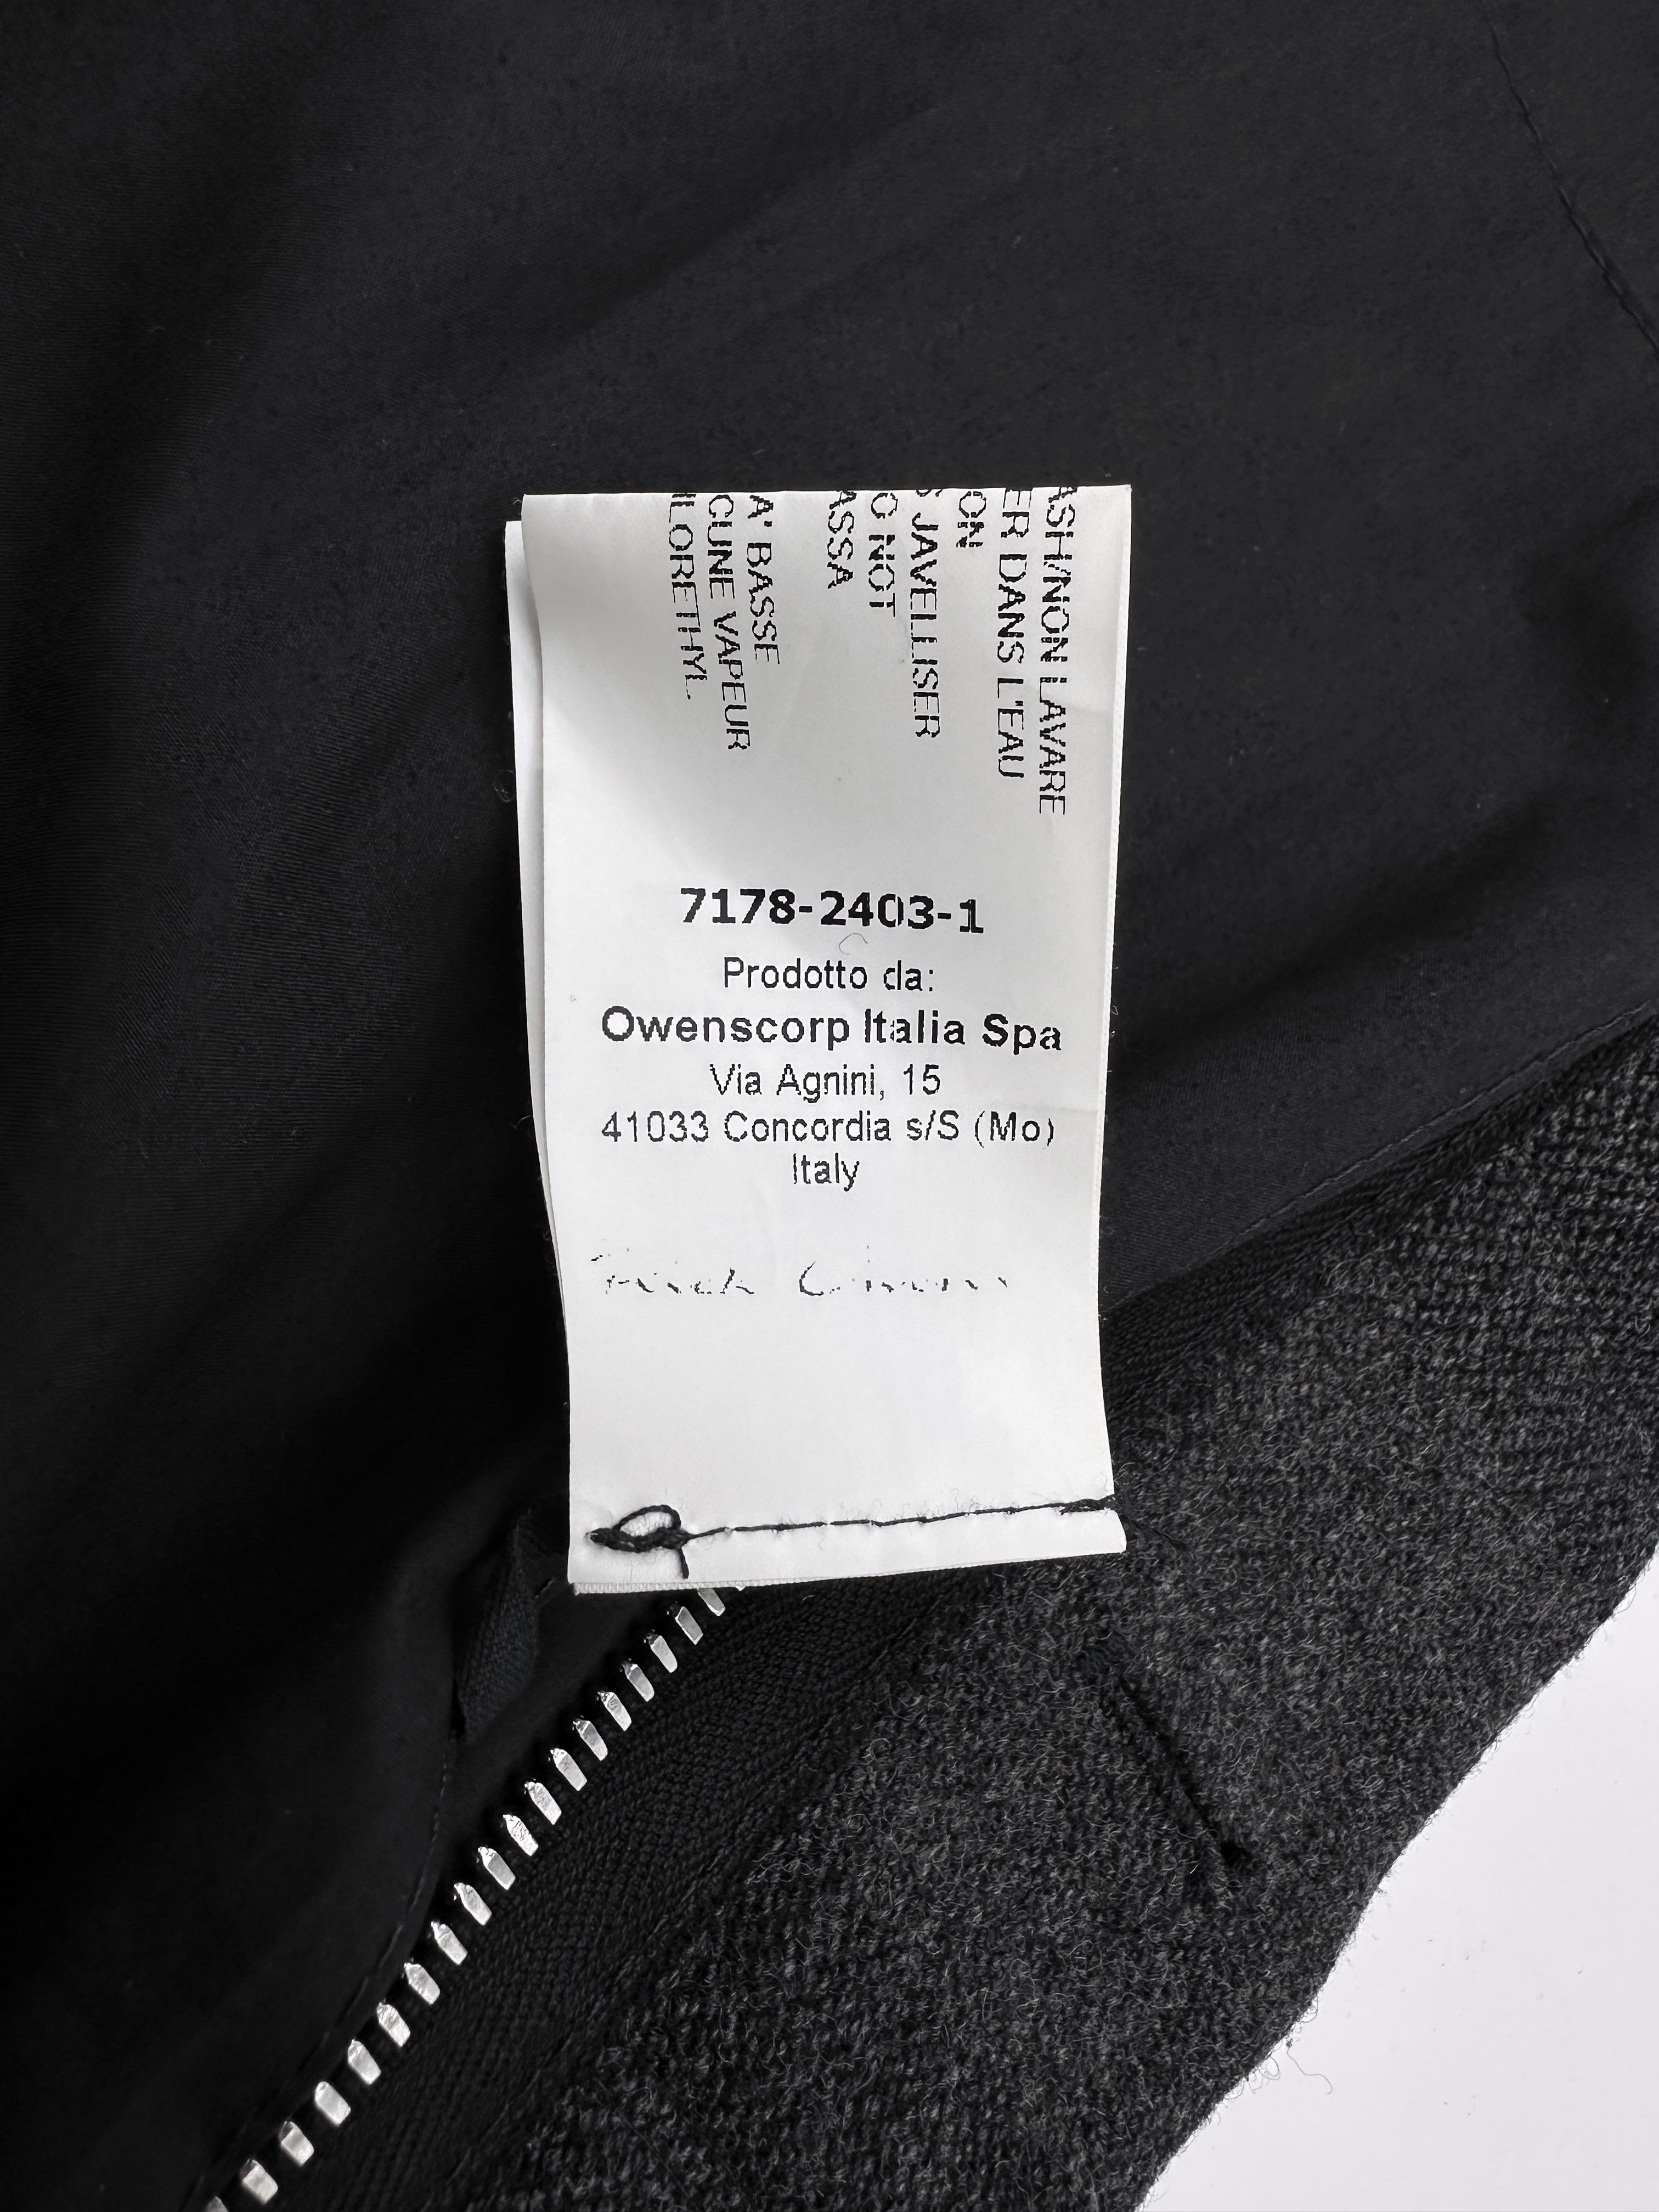 ASH/NON LAVARE
ER DANS L'EAU
ON
S JAVELLISER
O NOT
ASSA
A' BASSE
CUNE VAPEUR
LORETHYL.
7178-2403-1
Prodotto da:
Owenscorp Italia Spa
Via Agnini, 15
41033 Concordia s/S (Mo)
Italy